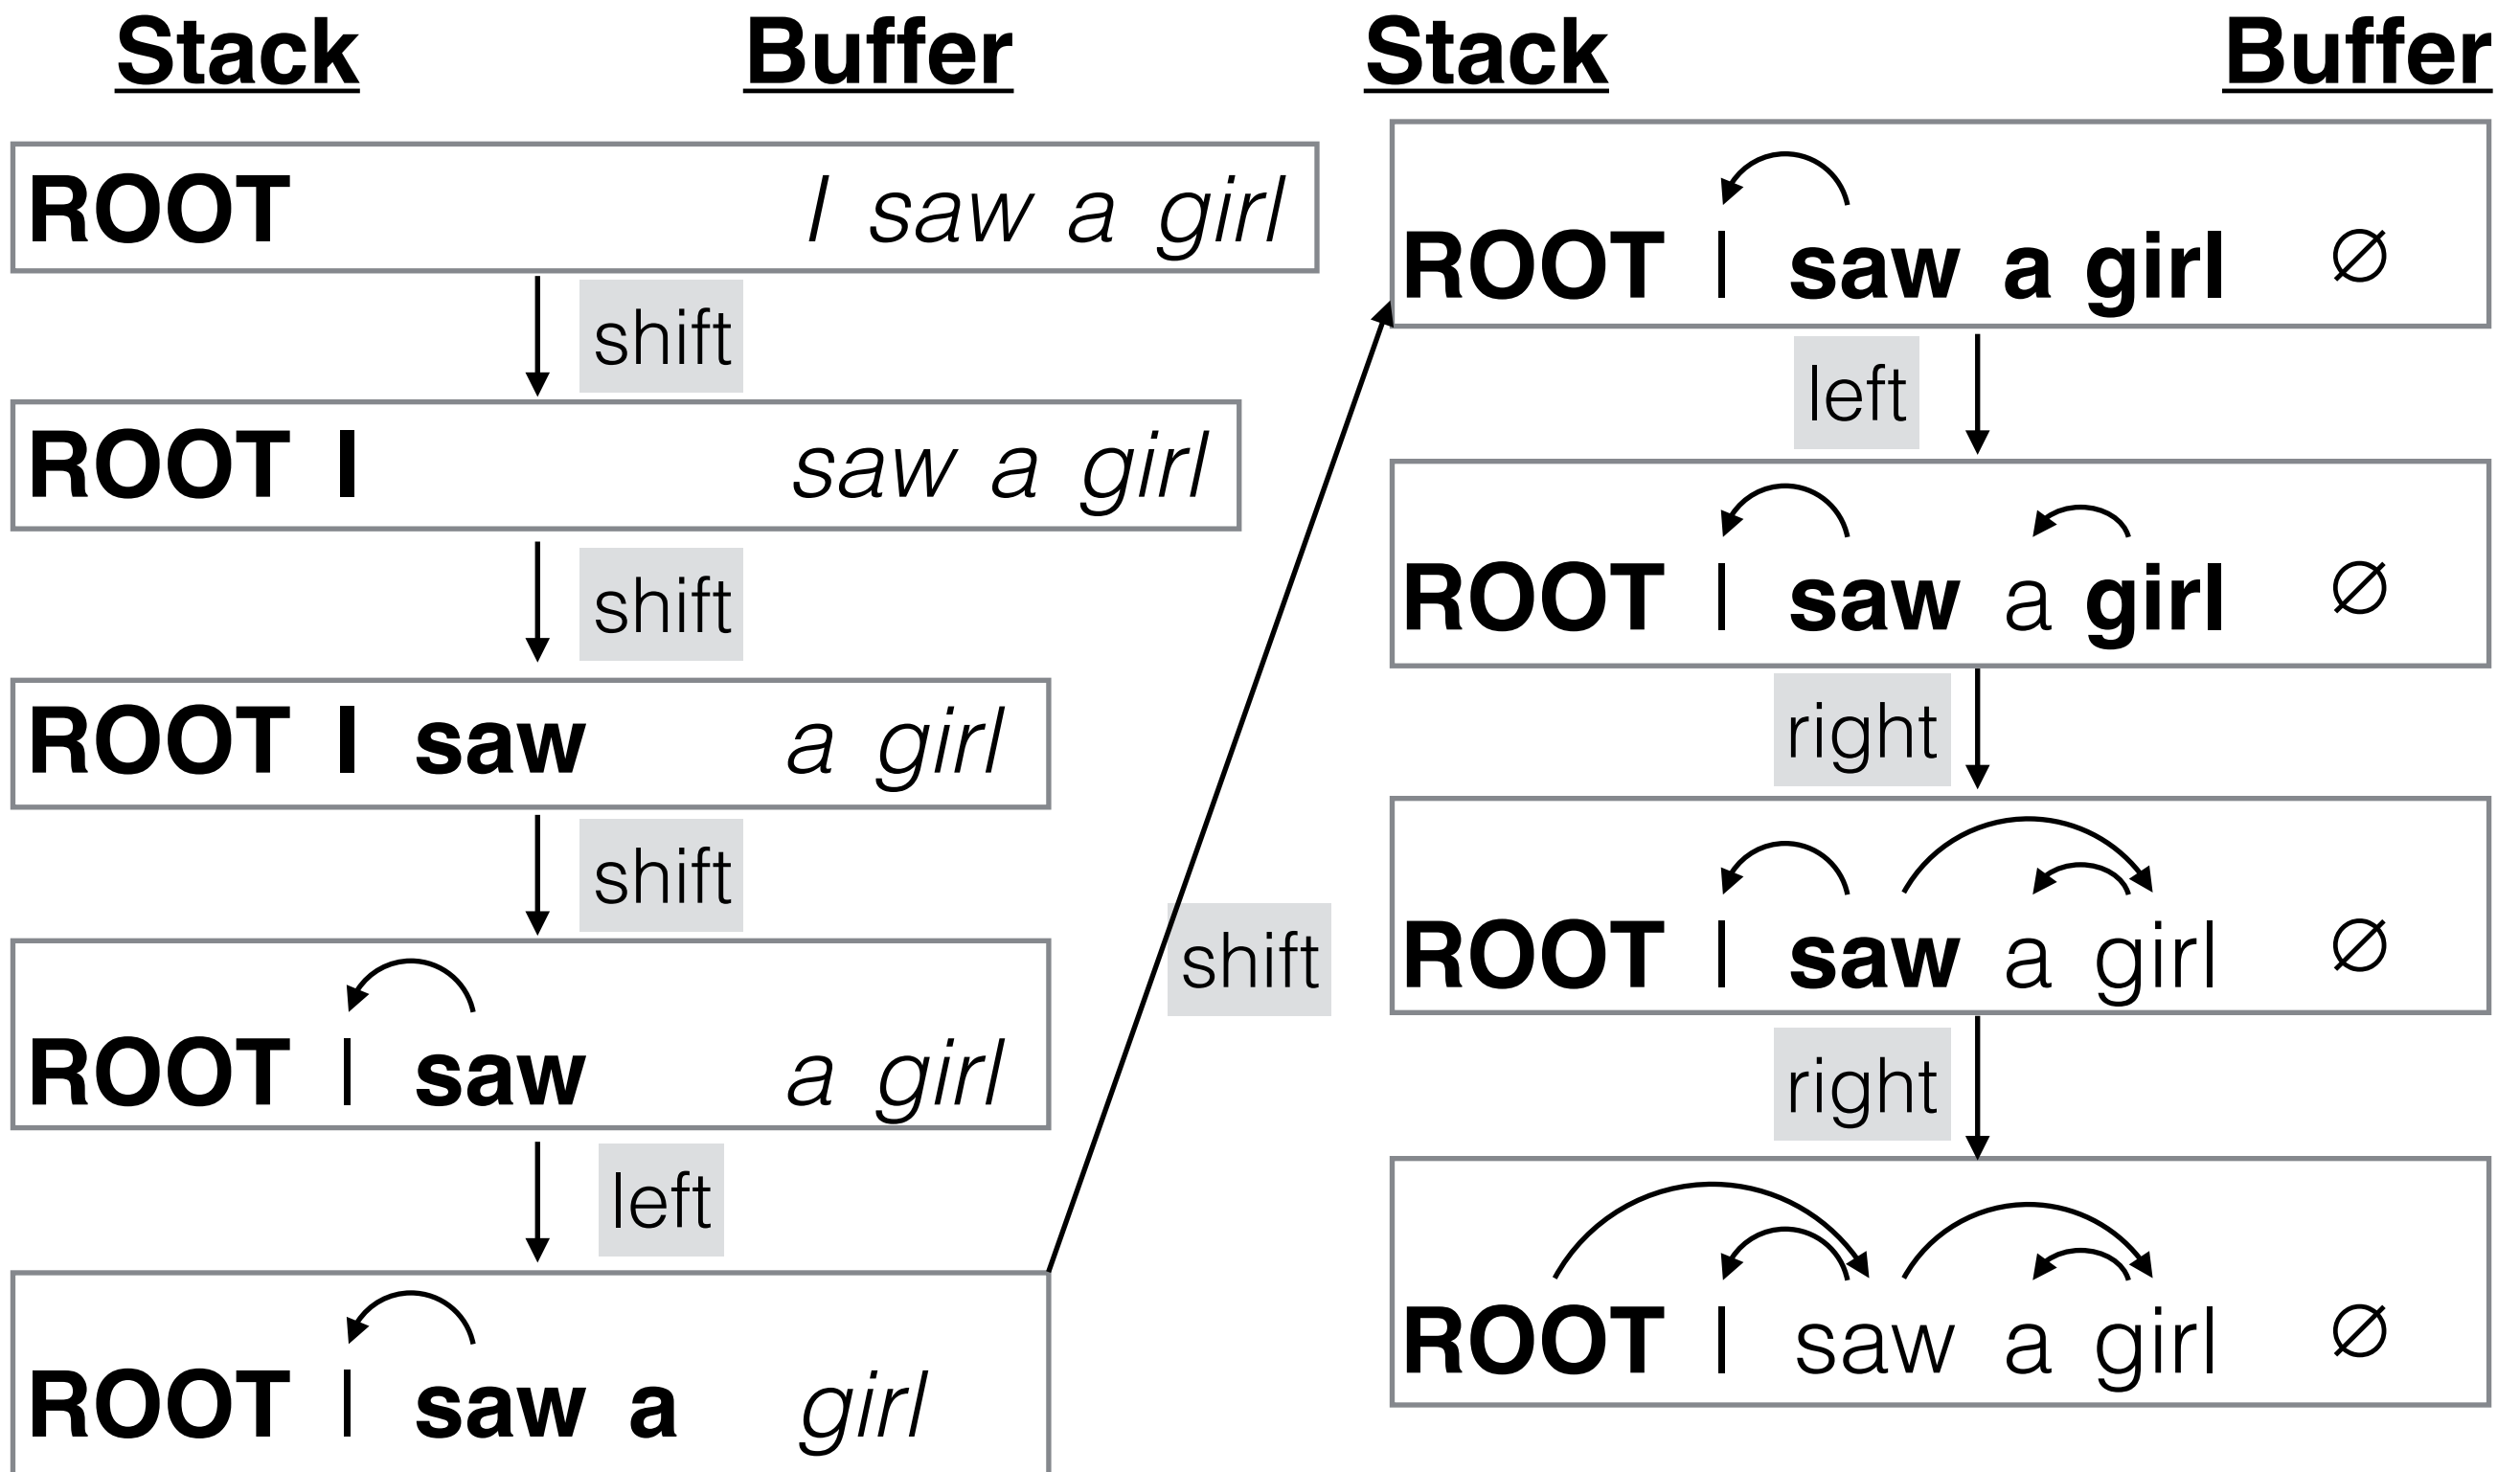 Stack Buffer
ROOT I saw a girl
shift
ROOT I saw a girl
shift
ROOT I saw a girl
shift
ROOT I saw a girl
left
ROOT I saw a girl
shift
Stack Buffer
ROOT I saw a girl ∅
left
ROOT I saw a girl ∅
right
ROOT I saw a girl ∅
right
ROOT I saw a girl ∅